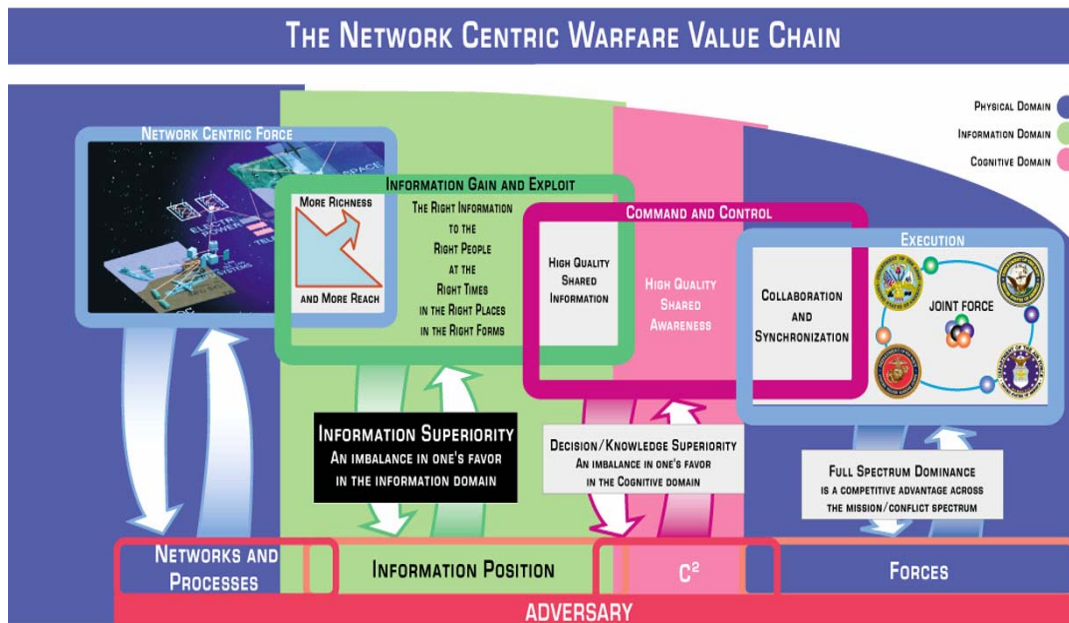 THE NETWORK CENTRIC WARFARE VALUE CHAIN
PHYSICAL DOMAIN
INFORMATION DOMAIN
COGNITIVE DOMAIN
NETWORK CENTRIC FORCE
SPACE
POWER
INFORMATION GAIN AND EXPLOIT
MORE RICHNESS
AND MORE REACH
THE RIGHT INFORMATION
TO THE
RIGHT PEOPLE
AT THE
RIGHT TIMES
IN THE RIGHT PLACES
IN THE RIGHT FORMS
COMMAND AND CONTROL
HIGH QUALITY
SHARED
INFORMATION
HIGH QUALITY
SHARED
AWARENESS
COLLABORATION
AND
SYNCHRONIZATION
EXECUTION
JOINT FORCE
INFORMATION SUPERIORITY
AN IMBALANCE IN ONE'S FAVOR
IN THE INFORMATION DOMAIN
DECISION/KNOWLEDGE SUPERIORITY
AN IMBALANCE IN ONE'S FAVOR
IN THE COGNITIVE DOMAIN
FULL SPECTRUM DOMINANCE
IS A COMPETITIVE ADVANTAGE ACROSS
THE MISSION/CONFLICT SPECTRUM
NETWORKS AND
PROCESSES
INFORMATION POSITION
C²
FORCES
ADVERSARY